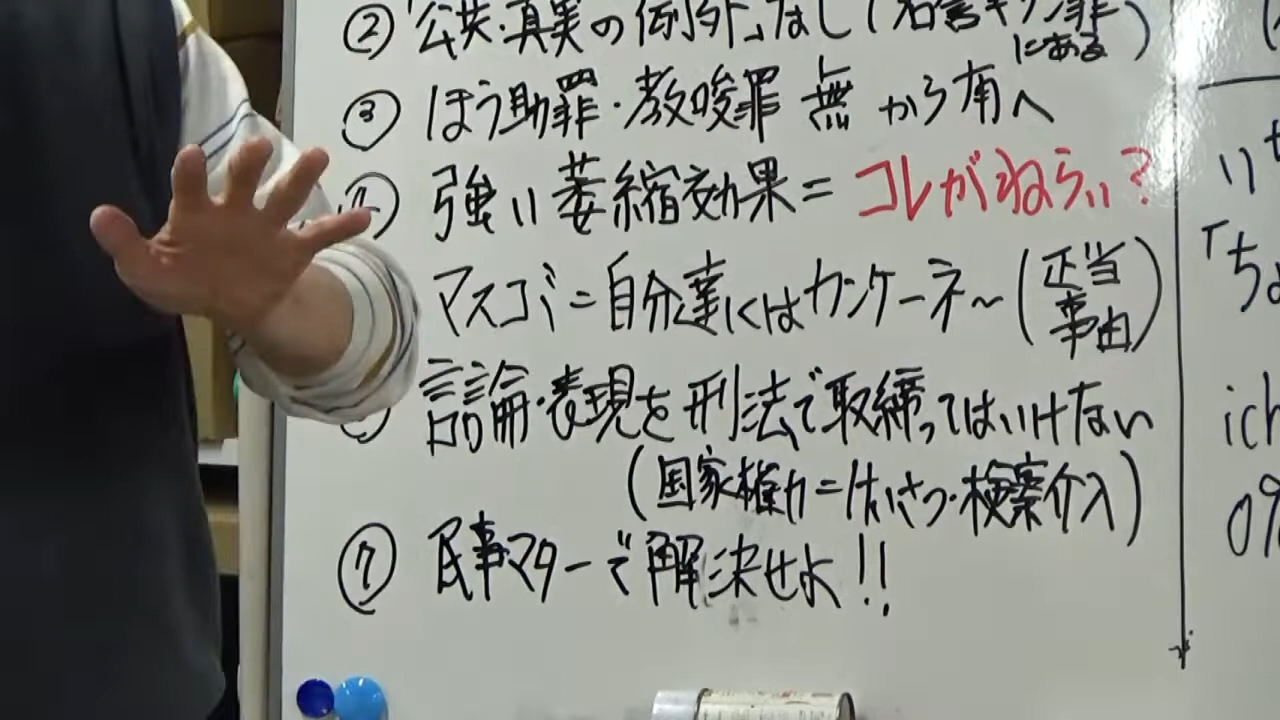 ②「公共・真実の例外」なし(名誉キソン罪にある)
③ ほう助罪・教唆罪 無 から有へ
強い萎縮効果=コレがねらい?
マスコミ=自分達にはカンケーネ〜(正当事由)
言論・表現を刑法で取締ってはいけない
(国家権力=けいさつ・検察介入)
⑦ 民事マターで解決せよ!!
いt
「ちょ
ich
09